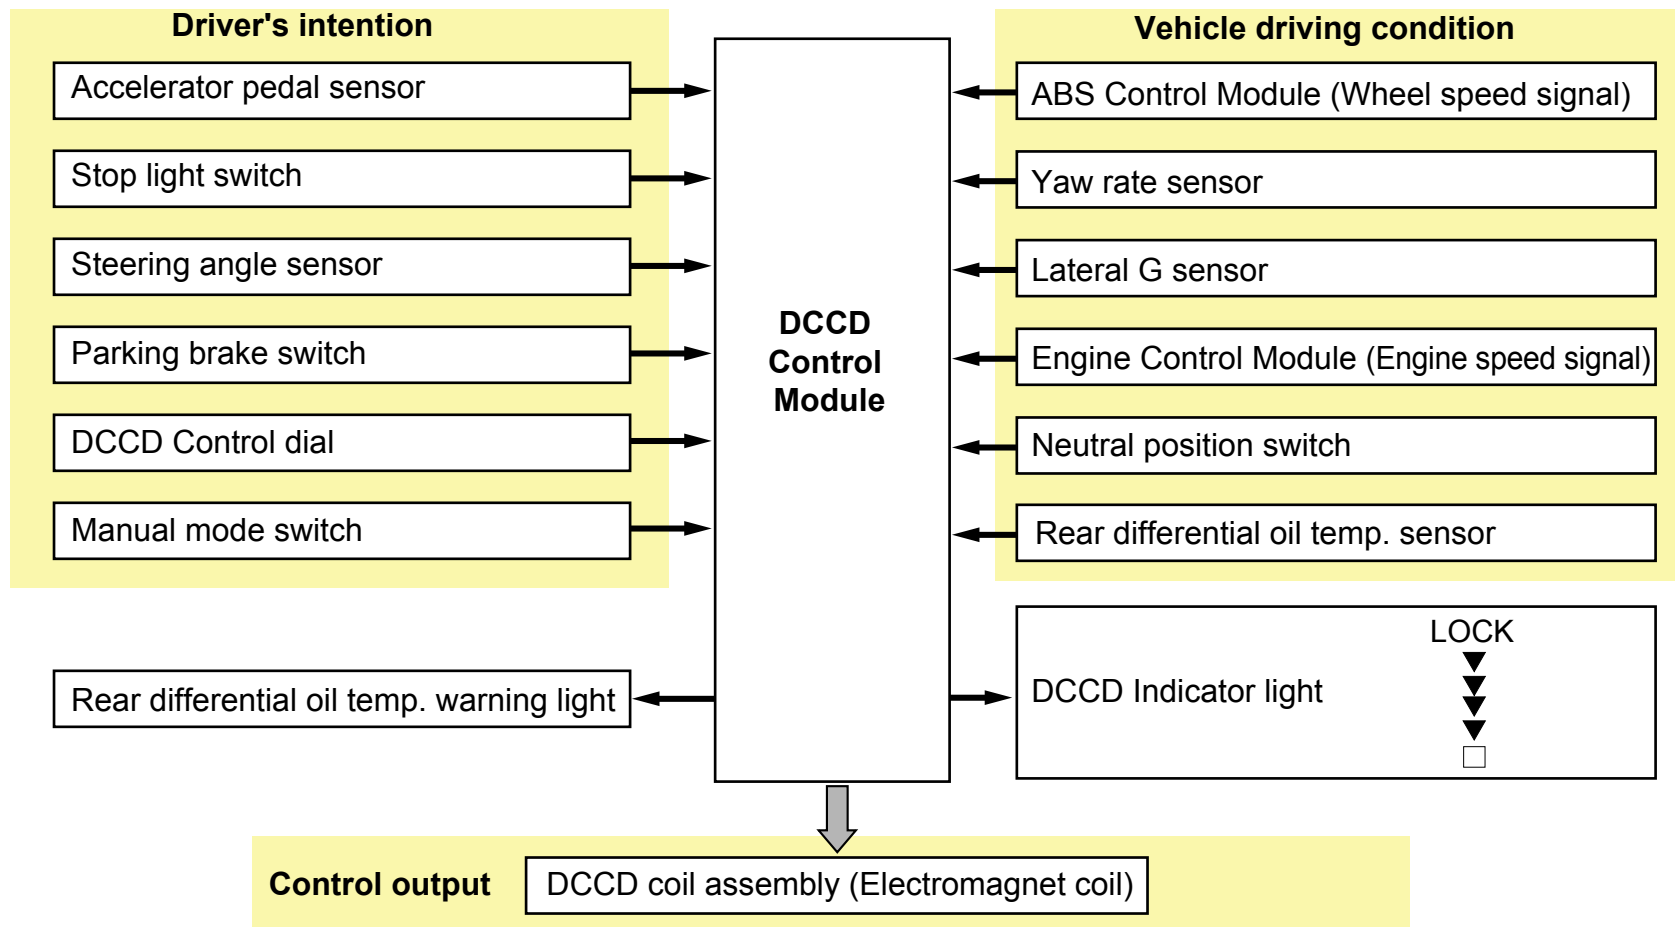 Driver's intention
Accelerator pedal sensor
Stop light switch
Steering angle sensor
Parking brake switch
DCCD Control dial
Manual mode switch
Rear differential oil temp. warning light
DCCD
Control
Module
Vehicle driving condition
ABS Control Module (Wheel speed signal)
Yaw rate sensor
Lateral G sensor
Engine Control Module (Engine speed signal)
Neutral position switch
Rear differential oil temp. sensor
LOCK
DCCD Indicator light
Control output
DCCD coil assembly (Electromagnet coil)